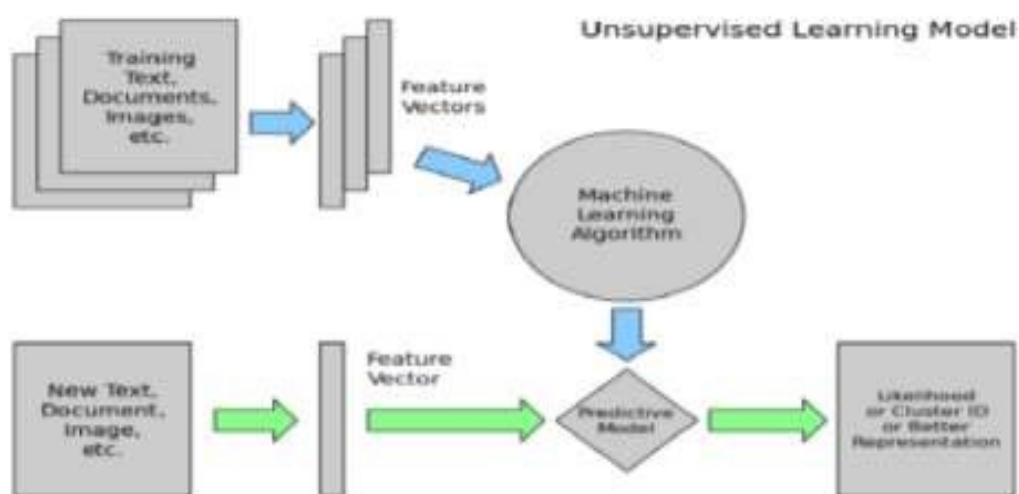 Unsupervised Learning Model
Training
Text,
Documents,
Images,
etc.
Feature
Vectors
Machine
Learning
Algorithm
New Text,
Document,
Image,
etc.
Feature
Vector
Predictive
Model
Likelihood
or Cluster ID
or Better
Representation